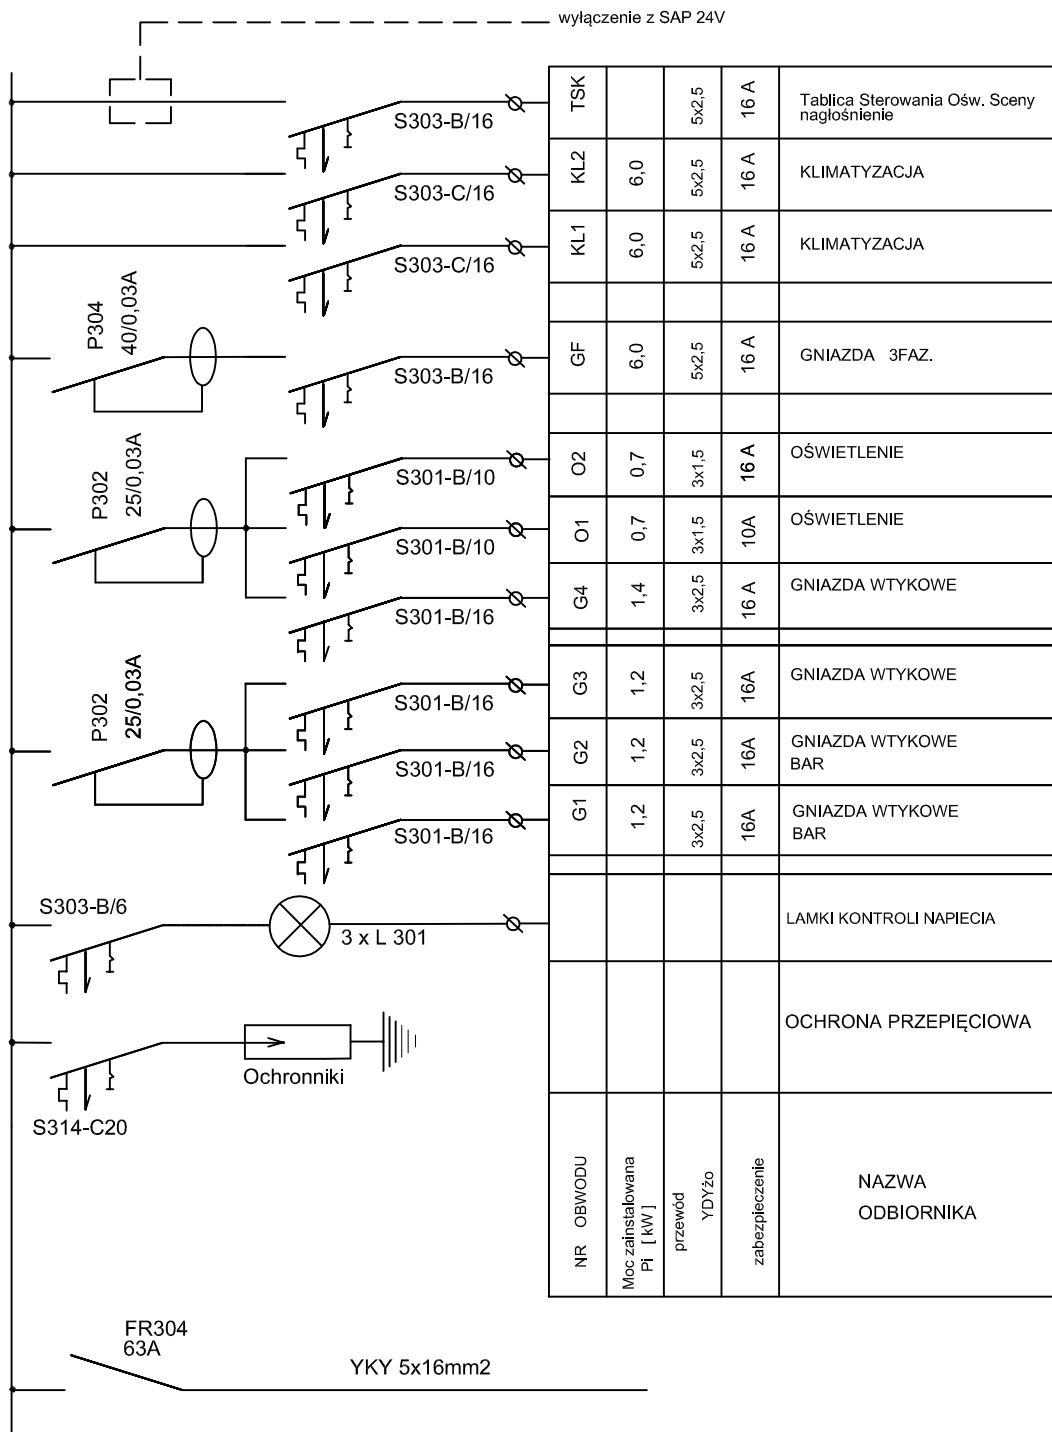 wyłączenie z SAP 24V
S303-B/16
TSK
5x2,5
16 A
Tablica Sterowania Ośw. Sceny
nagłośnienie
S303-C/16
KL2
6,0
5x2,5
16 A
KLIMATYZACJA
S303-C/16
KL1
6,0
5x2,5
16 A
KLIMATYZACJA
P304
40/0,03A
S303-B/16
GF
6,0
5x2,5
16 A
GNIAZDA 3FAZ.
P302
25/0,03A
S301-B/10
O2
0,7
3x1,5
16 A
OŚWIETLENIE
S301-B/10
O1
0,7
3x1,5
10A
OŚWIETLENIE
S301-B/16
G4
1,4
3x2,5
16 A
GNIAZDA WTYKOWE
P302
25/0,03A
S301-B/16
G3
1,2
3x2,5
16A
GNIAZDA WTYKOWE
S301-B/16
G2
1,2
3x2,5
16A
GNIAZDA WTYKOWE
BAR
S301-B/16
G1
1,2
3x2,5
16A
GNIAZDA WTYKOWE
BAR
S303-B/6
3 x L 301
LAMKI KONTROLI NAPIECIA
Ochronniki
S314-C20
OCHRONA PRZEPIĘCIOWA
NR OBWODU
Moc zainstalowana
Pi [ kW ]
przewód
YDYżo
zabezpieczenie
NAZWA
ODBIORNIKA
FR304
63A
YKY 5x16mm2